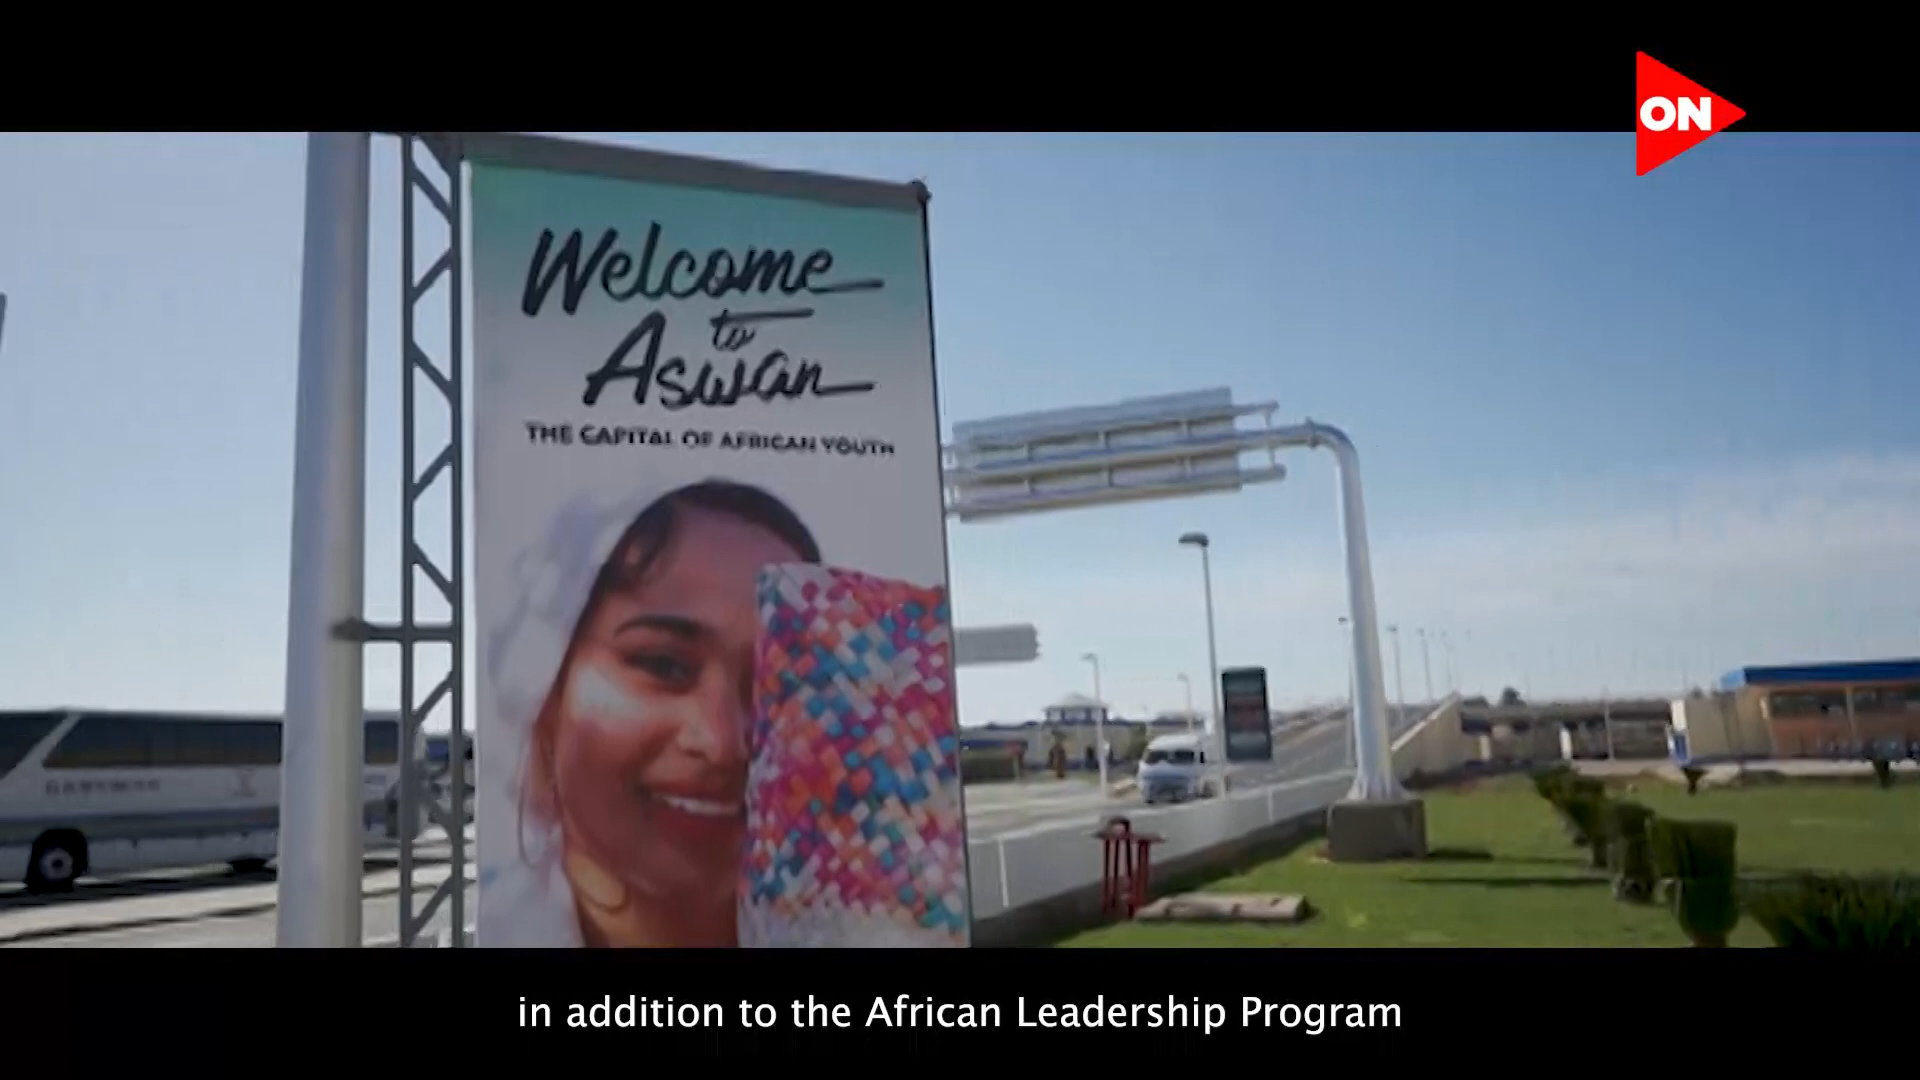 ON
Welcome
to
Aswan
THE CAPITAL OF AFRICAN YOUTH
in addition to the African Leadership Program